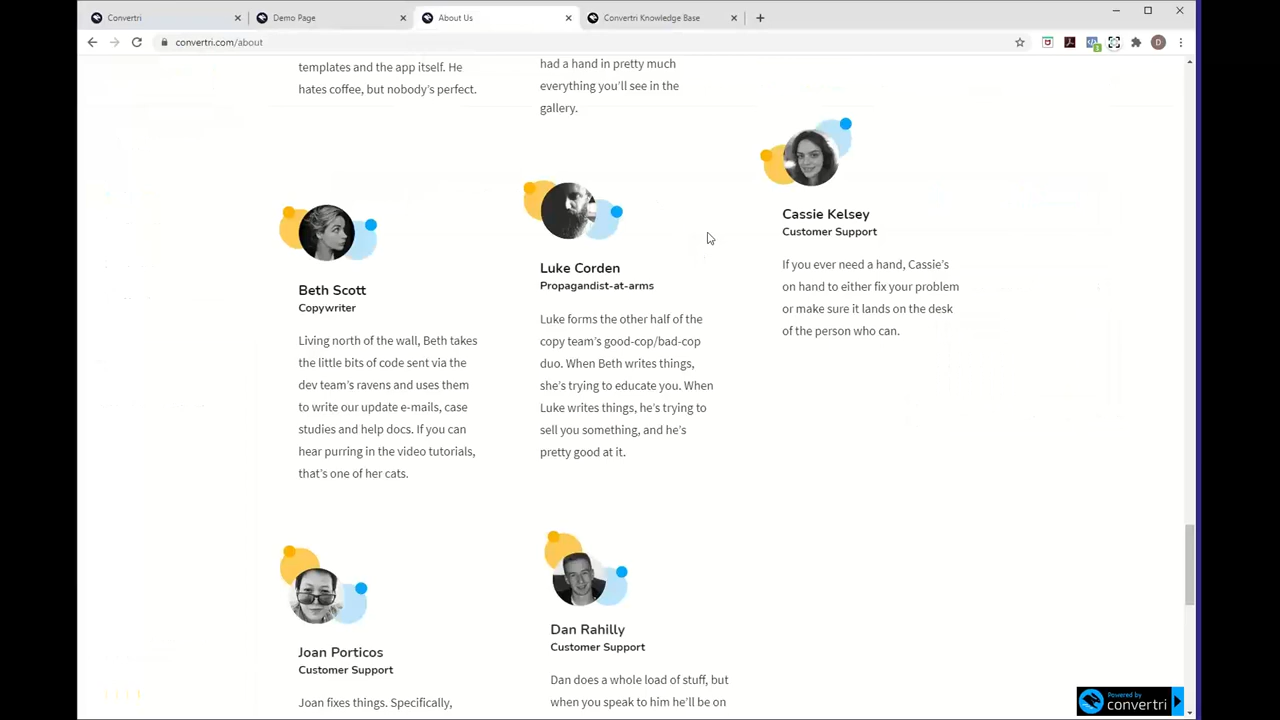 Convertri
Demo Page
About Us
Convertri Knowledge Base
convertri.com/about
templates and the app itself. He
hates coffee, but nobody's perfect.
had a hand in pretty much
everything you'll see in the
gallery.
Cassie Kelsey
Customer Support
If you ever need a hand, Cassie's
on hand to either fix your problem
or make sure it lands on the desk
of the person who can.
Beth Scott
Copywriter
Living north of the wall, Beth takes
the little bits of code sent via the
dev team's ravens and uses them
to write our update e-mails, case
studies and help docs. If you can
hear purring in the video tutorials,
that's one of her cats.
Luke Corden
Propagandist-at-arms
Luke forms the other half of the
copy team's good-cop/bad-cop
duo. When Beth writes things,
she's trying to educate you. When
Luke writes things, he's trying to
sell you something, and he's
pretty good at it.
Joan Porticos
Customer Support
Joan fixes things. Specifically,
Dan Rahilly
Customer Support
Dan does a whole load of stuff, but
when you speak to him he'll be on
Powered by
convertri